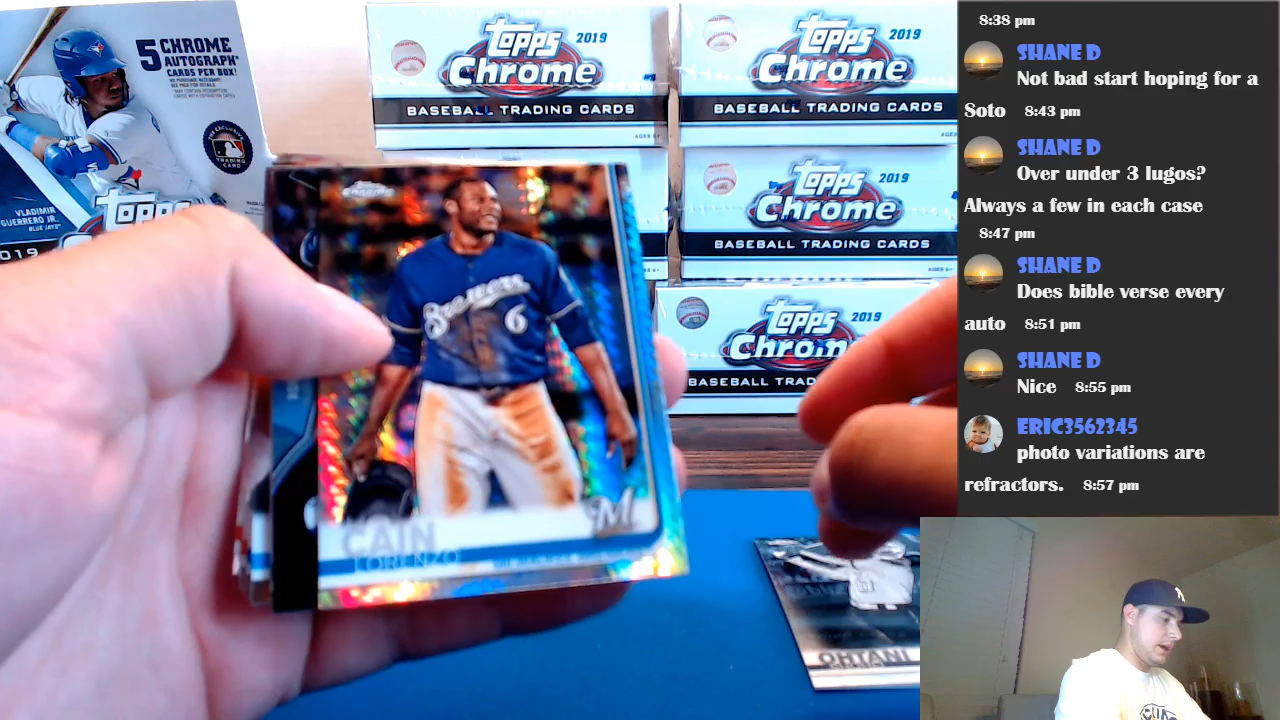 5 CHROME
AUTOGRAPH
CARDS PER BOX!
VLADIMIR
GUERRERO JR.
BLUE JAYS
TOPPS
Topps 2019
Chrome
BASEBALL TRADING CARDS
Topps 2019
Chrome
BASEBALL TRADING CARDS
AGES 6+
Topps 2019
Chrome
BASEBALL TRADING CARDS
Topps 2019
Chrome
BASEBALL TRAD
Brewers
6
M
CAIN
LORENZO
OHTANI
8:38 pm
SHANE D
Not bad start hoping for a
Soto 8:43 pm
SHANE D
Over under 3 lugos?
Always a few in each case
8:47 pm
SHANE D
Does bible verse every
auto 8:51 pm
SHANE D
Nice 8:55 pm
ERIC3562345
photo variations are
refractors. 8:57 pm